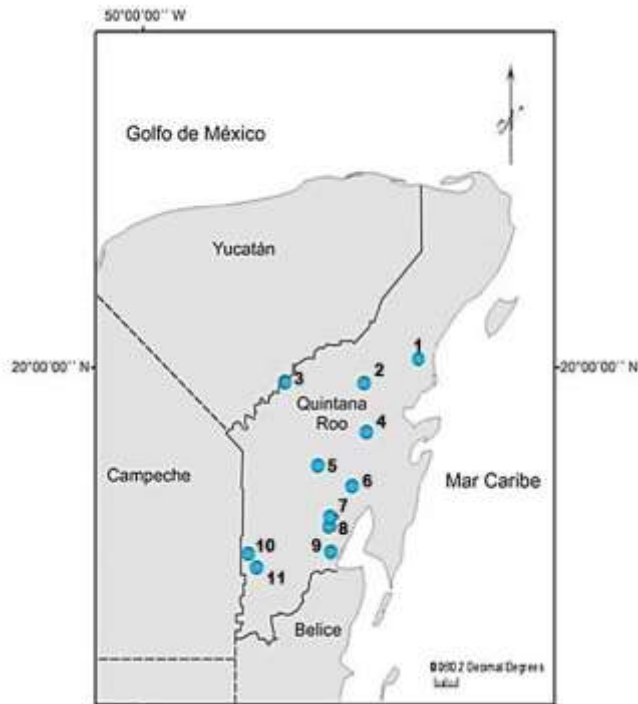 50°00'00'' W
Golfo de México
Yucatán
1
20°00'00'' N
20°00'00'' N
3
2
Quintana
Roo
4
5
Campeche
6
Mar Caribe
7
8
10
9
11
Belice
Degrees